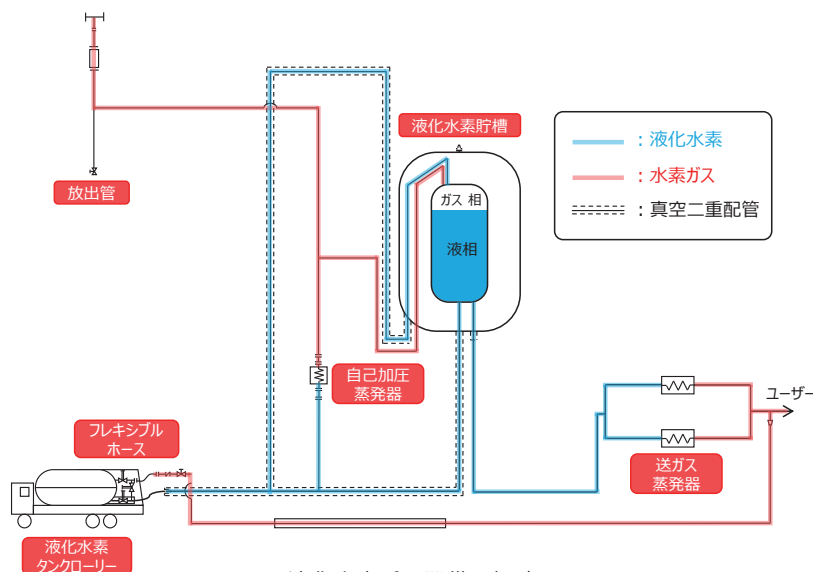 液化水素貯槽
：液化水素
：水素ガス
：真空二重配管
放出管
ガス 相
液相
自己加圧
蒸発器
ユーザー
フレキシブル
ホース
送ガス
蒸発器
液化水素
タンクローリー